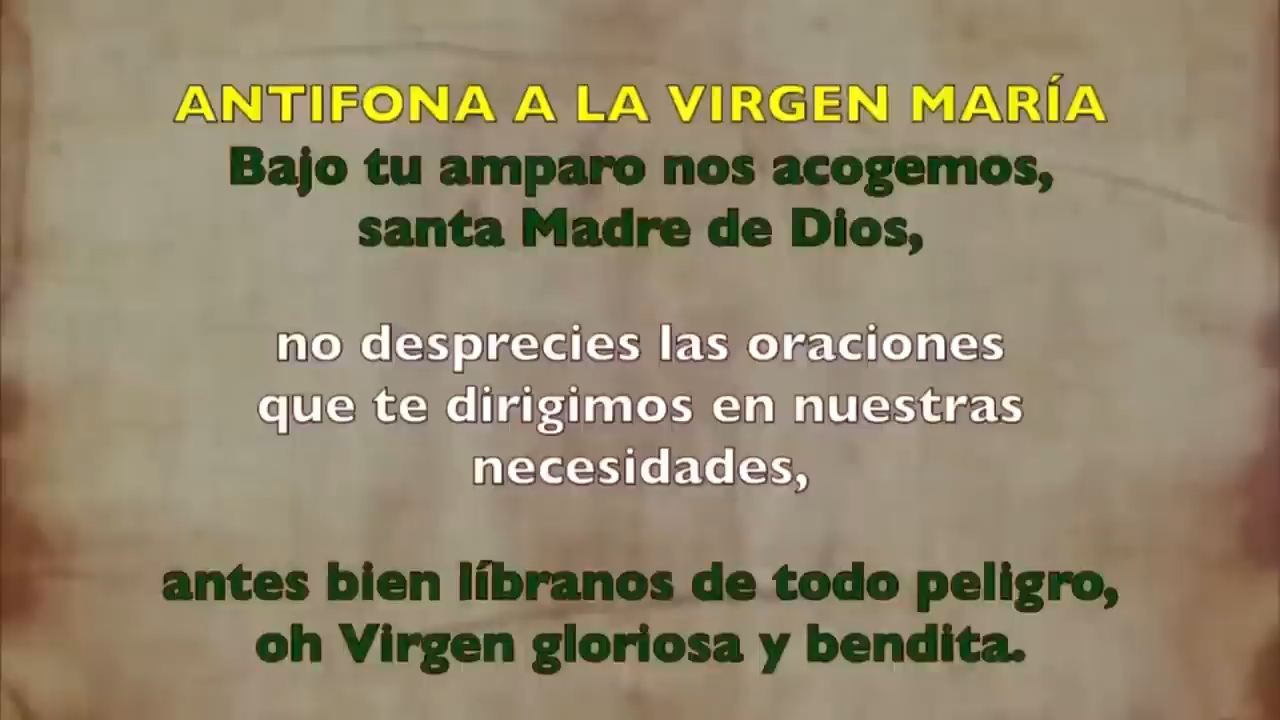 ANTIFONA A LA VIRGEN MARÍA
Bajo tu amparo nos acogemos,
santa Madre de Dios,
no desprecies las oraciones
que te dirigimos en nuestras
necesidades,
antes bien líbranos de todo peligro,
oh Virgen gloriosa y bendita.